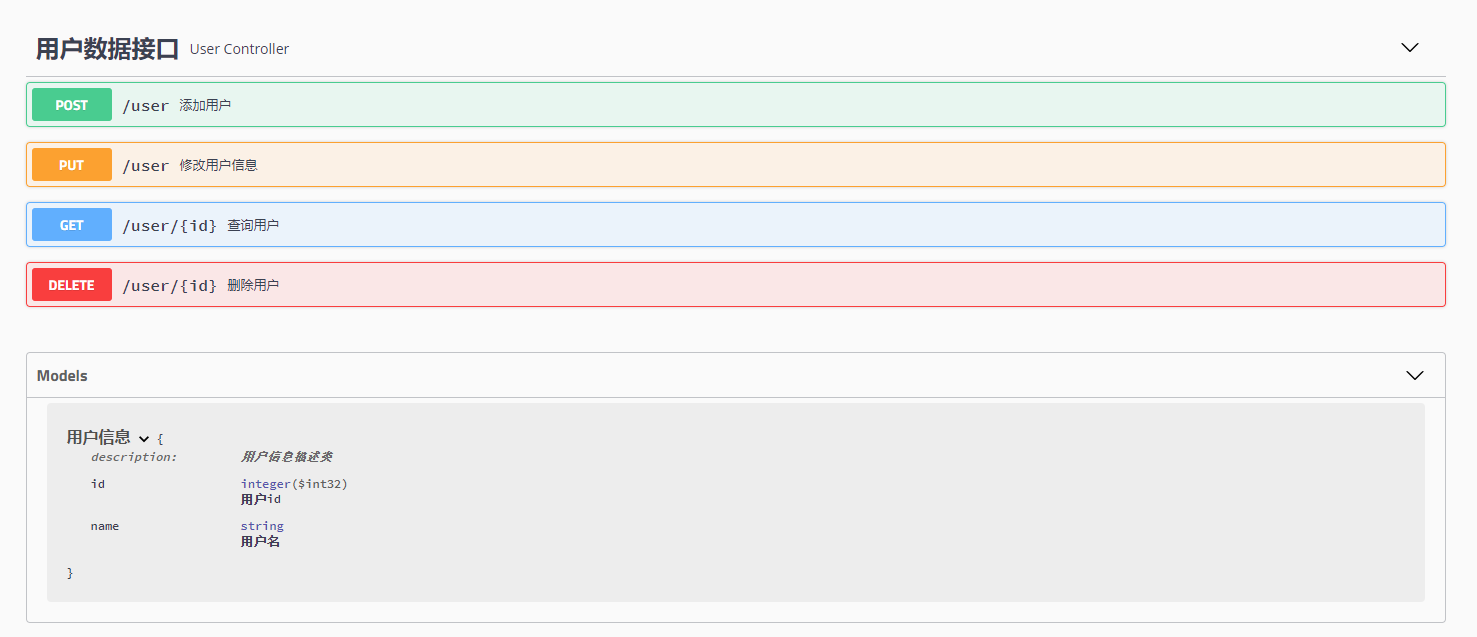 用户数据接口 User Controller
POST /user 添加用户
PUT /user 修改用户信息
GET /user/{id} 查询用户
DELETE /user/{id} 删除用户
Models
用户信息 {
description: 用户信息描述类
id integer($int32)
用户id
name string
用户名
}